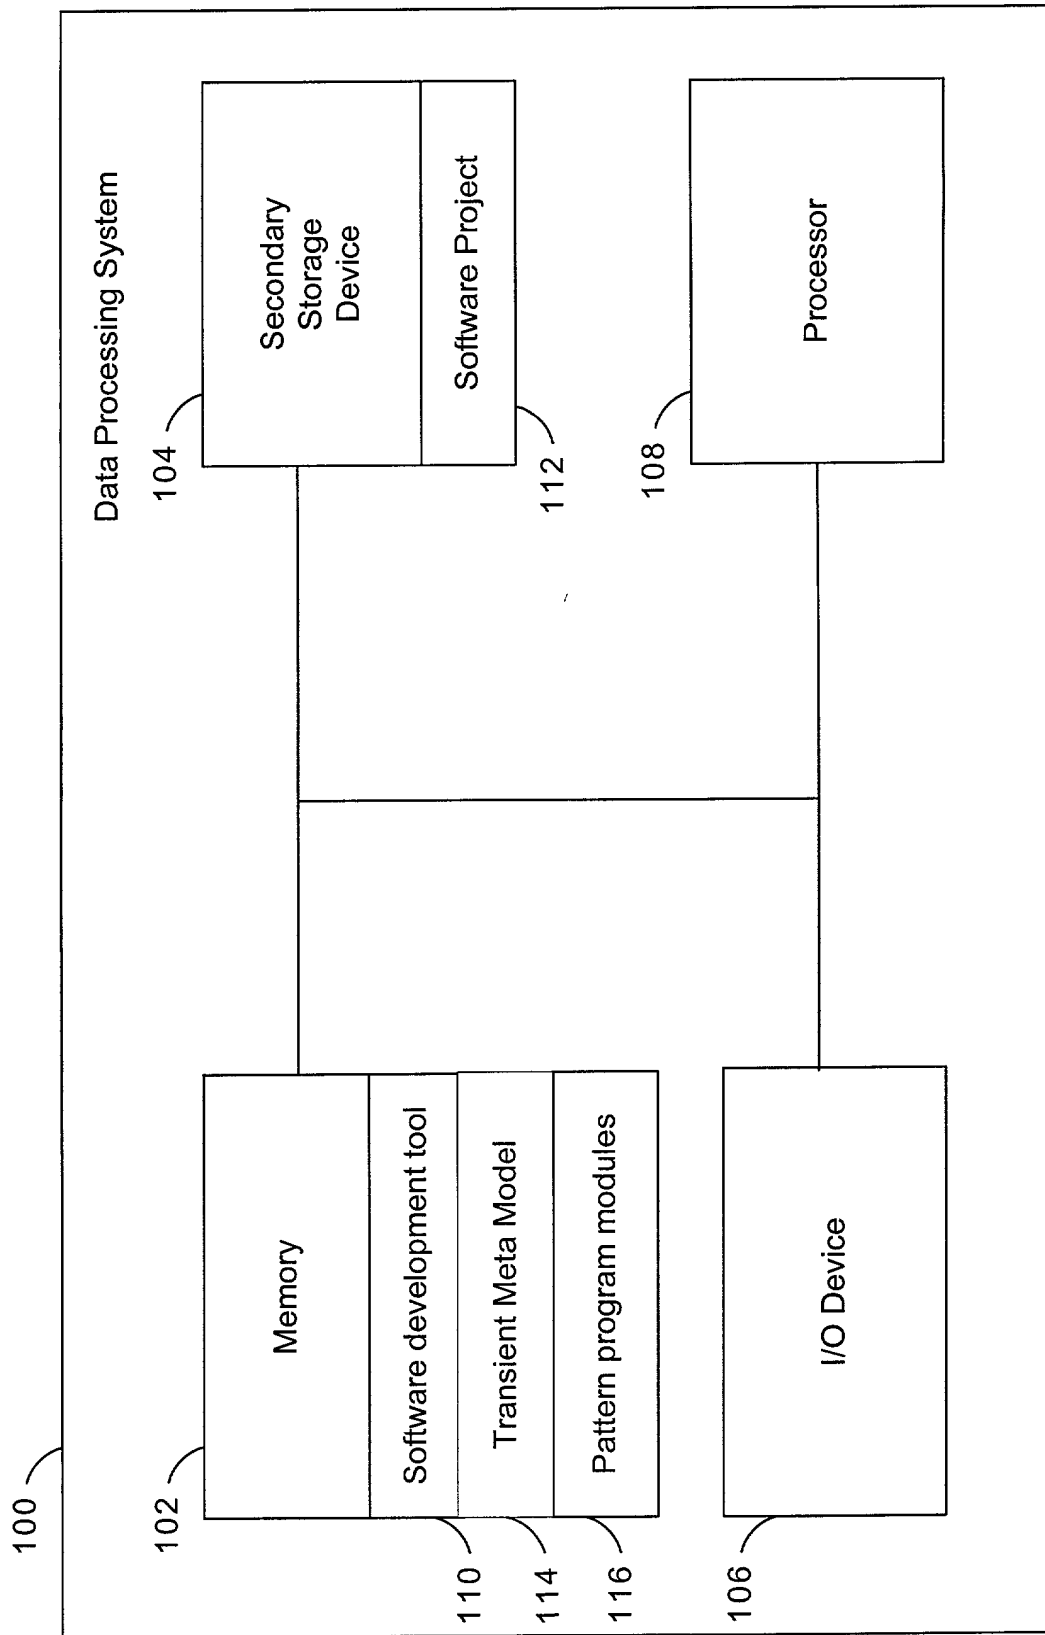 100
Data Processing System
102
Memory
110
Software development tool
114
Transient Meta Model
116
Pattern program modules
104
Secondary
Storage
Device
112
Software Project
106
I/O Device
108
Processor